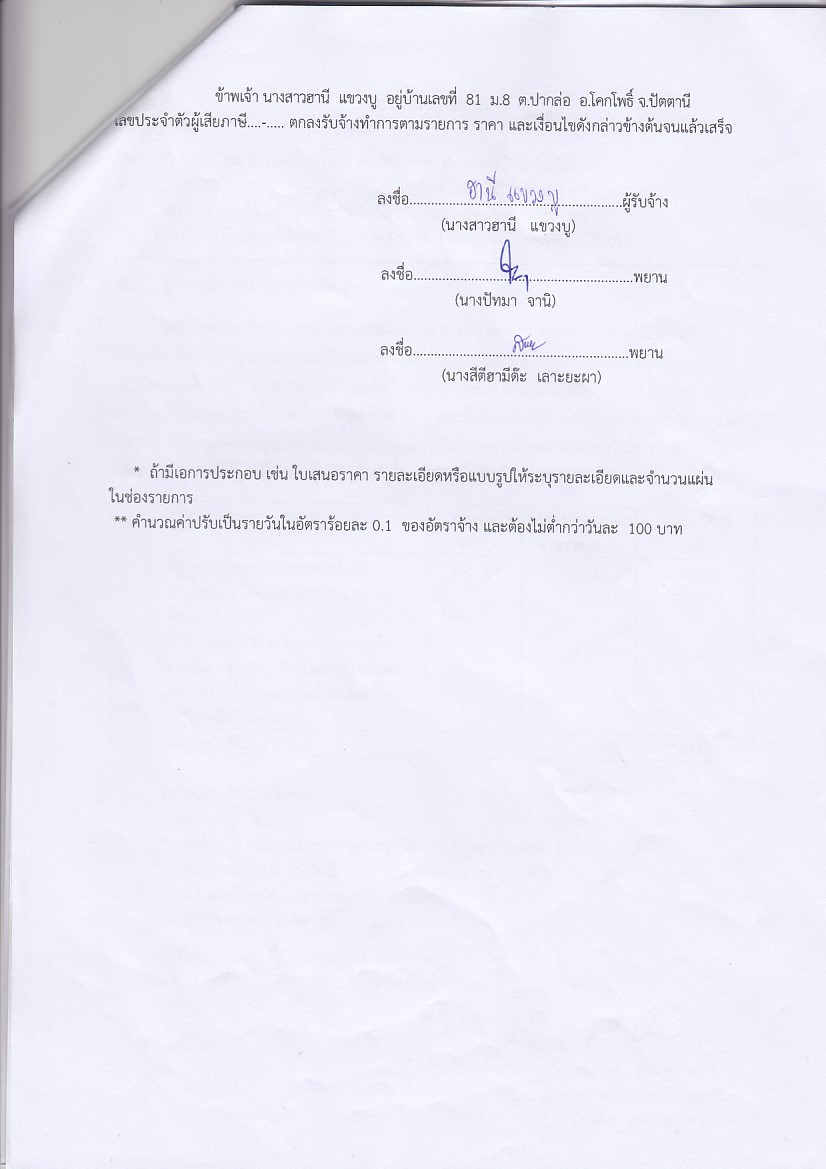 ข้าพเจ้า นางสาวฮานี แขวงบู อยู่บ้านเลขที่ 81 ม.8 ต.ปากล่อ อ.โคกโพธิ์ จ.ปัตตานี
เลขประจำตัวผู้เสียภาษี....-..... ตกลงรับจ้างทำการตามรายการ ราคา และเงื่อนไขดังกล่าวข้างต้นจนแล้วเสร็จ
ลงชื่อ......ฮานี แขวงบู......ผู้รับจ้าง
(นางสาวฮานี แขวงบู)
ลงชื่อ............พยาน
(นางปัทมา จานิ)
ลงชื่อ............พยาน
(นางสีตีฮามีด๊ะ เลาะยะผา)
* ถ้ามีเอการประกอบ เช่น ใบเสนอราคา รายละเอียดหรือแบบรูปให้ระบุรายละเอียดและจำนวนแผ่น
ในช่องรายการ
** คำนวณค่าปรับเป็นรายวันในอัตราร้อยละ 0.1 ของอัตราจ้าง และต้องไม่ต่ำกว่าวันละ 100 บาท